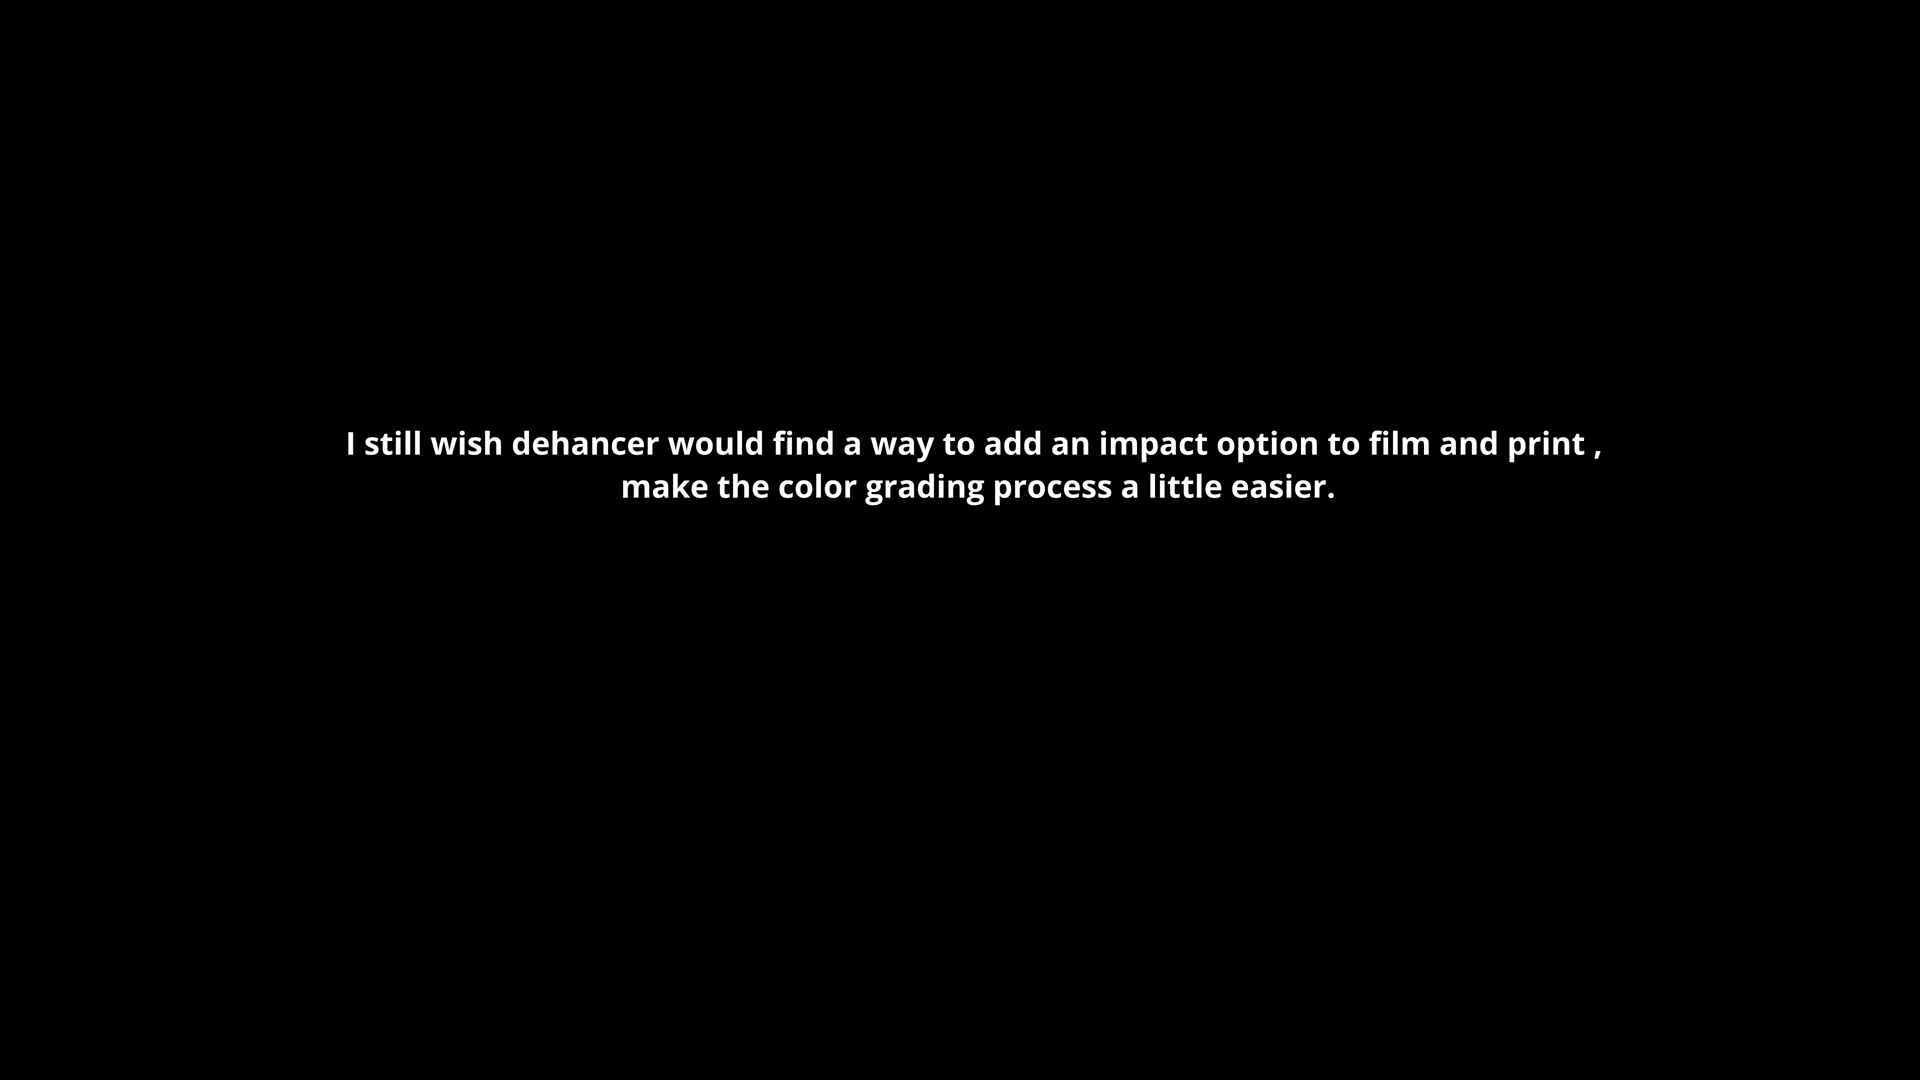 I still wish dehancer would find a way to add an impact option to film and print ,
make the color grading process a little easier.